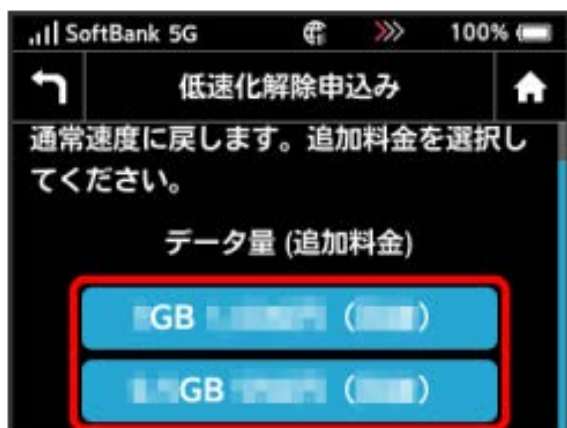 SoftBank 5G 100%
低速化解除申込み
通常速度に戻します。追加料金を選択し
てください。
データ量 (追加料金)
GB ( )
GB ( )